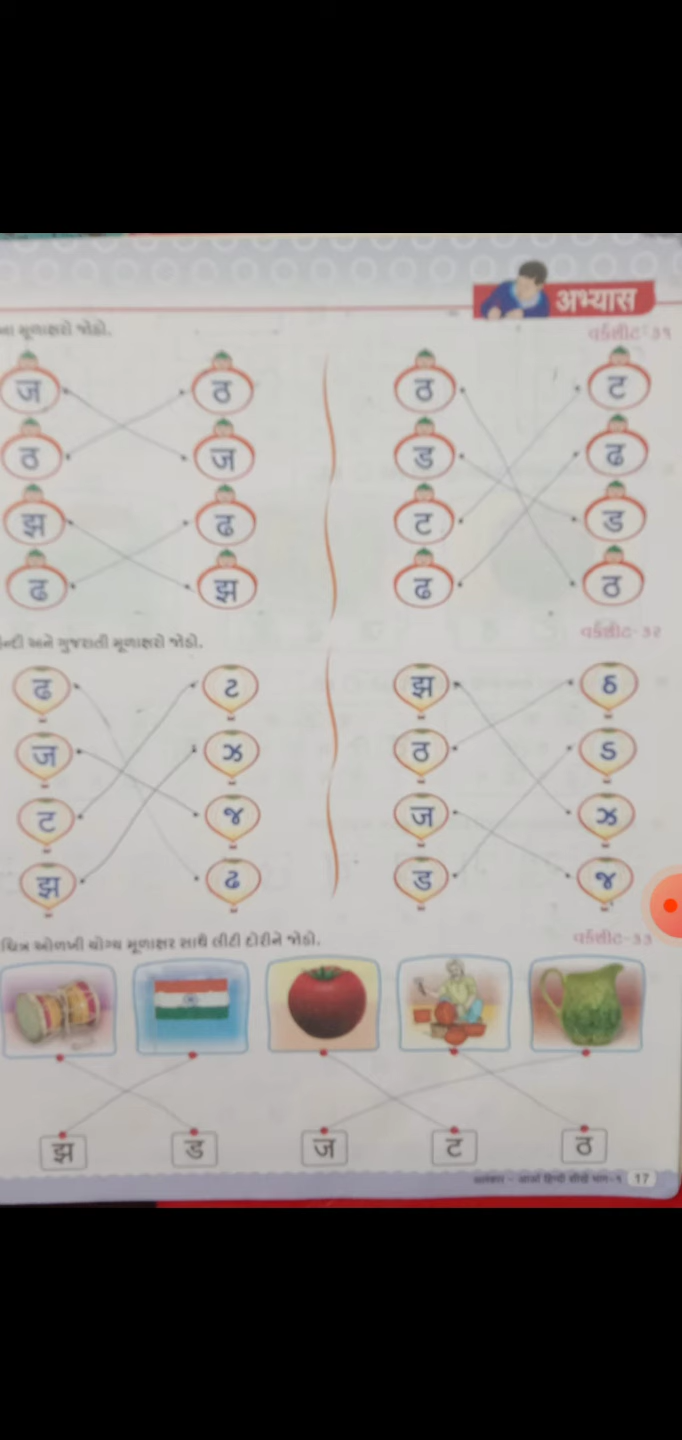 अभ्यास
મૂળાક્ષરો જોડો.
વર્કશીટ-૩૧
ज ठ ठ ट
ठ ज ड ढ
झ ढ ट ड
ढ झ ढ ठ
વર્કશીટ-૩૨
અને ગુજરાતી મૂળાક્ષરો જોડો.
ढ ટ झ ઠ
ज ઝ ठ ડ
ट જ ज ઝ
झ ઢ ड જ
ચિત્ર ઓળખી યોગ્ય મૂળાક્ષર સાથે લીટી દોરીને જોડો.
વર્કશીટ-૩૩
झ ड ज ट ठ
17